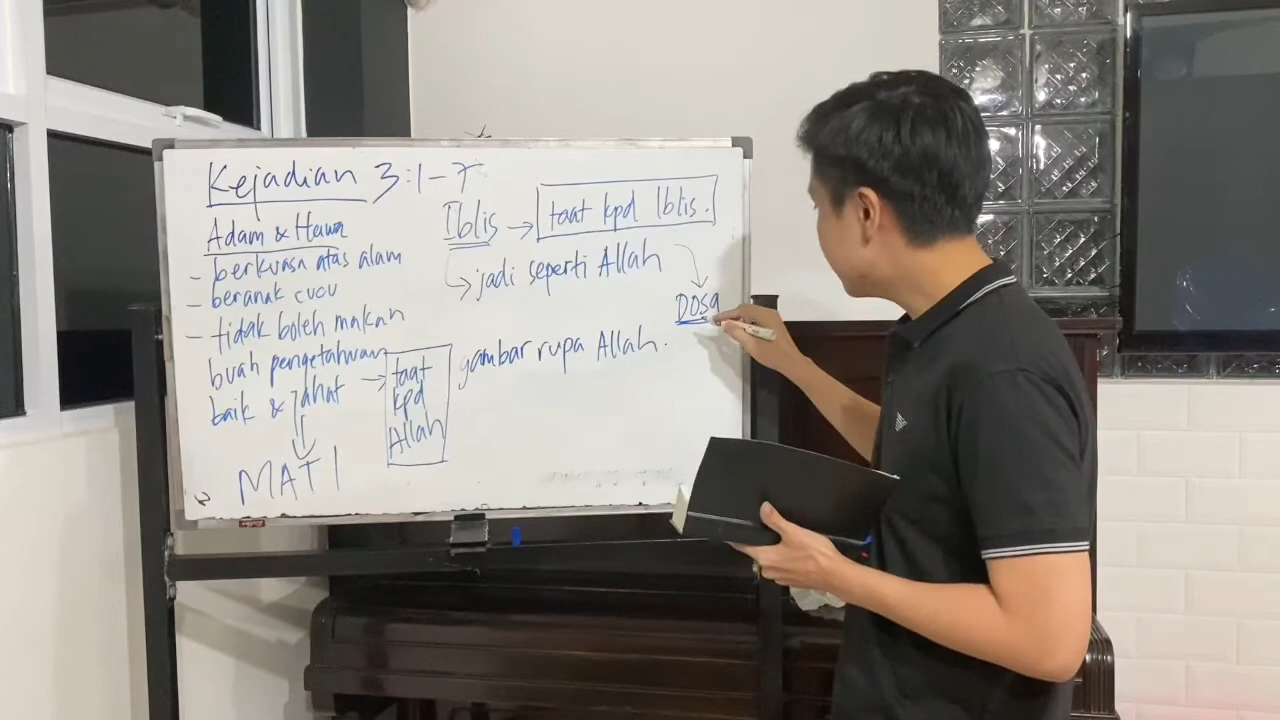 Kejadian 3:1-7
Adam & Hawa
- berkuasa atas alam
- beranak cucu
- tidak boleh makan
buah pengetahuan
baik & jahat
MATI
→ taat
kpd
Allah
Iblis → taat kpd Iblis.
↳ jadi seperti Allah
Dosa
gambar rupa Allah.